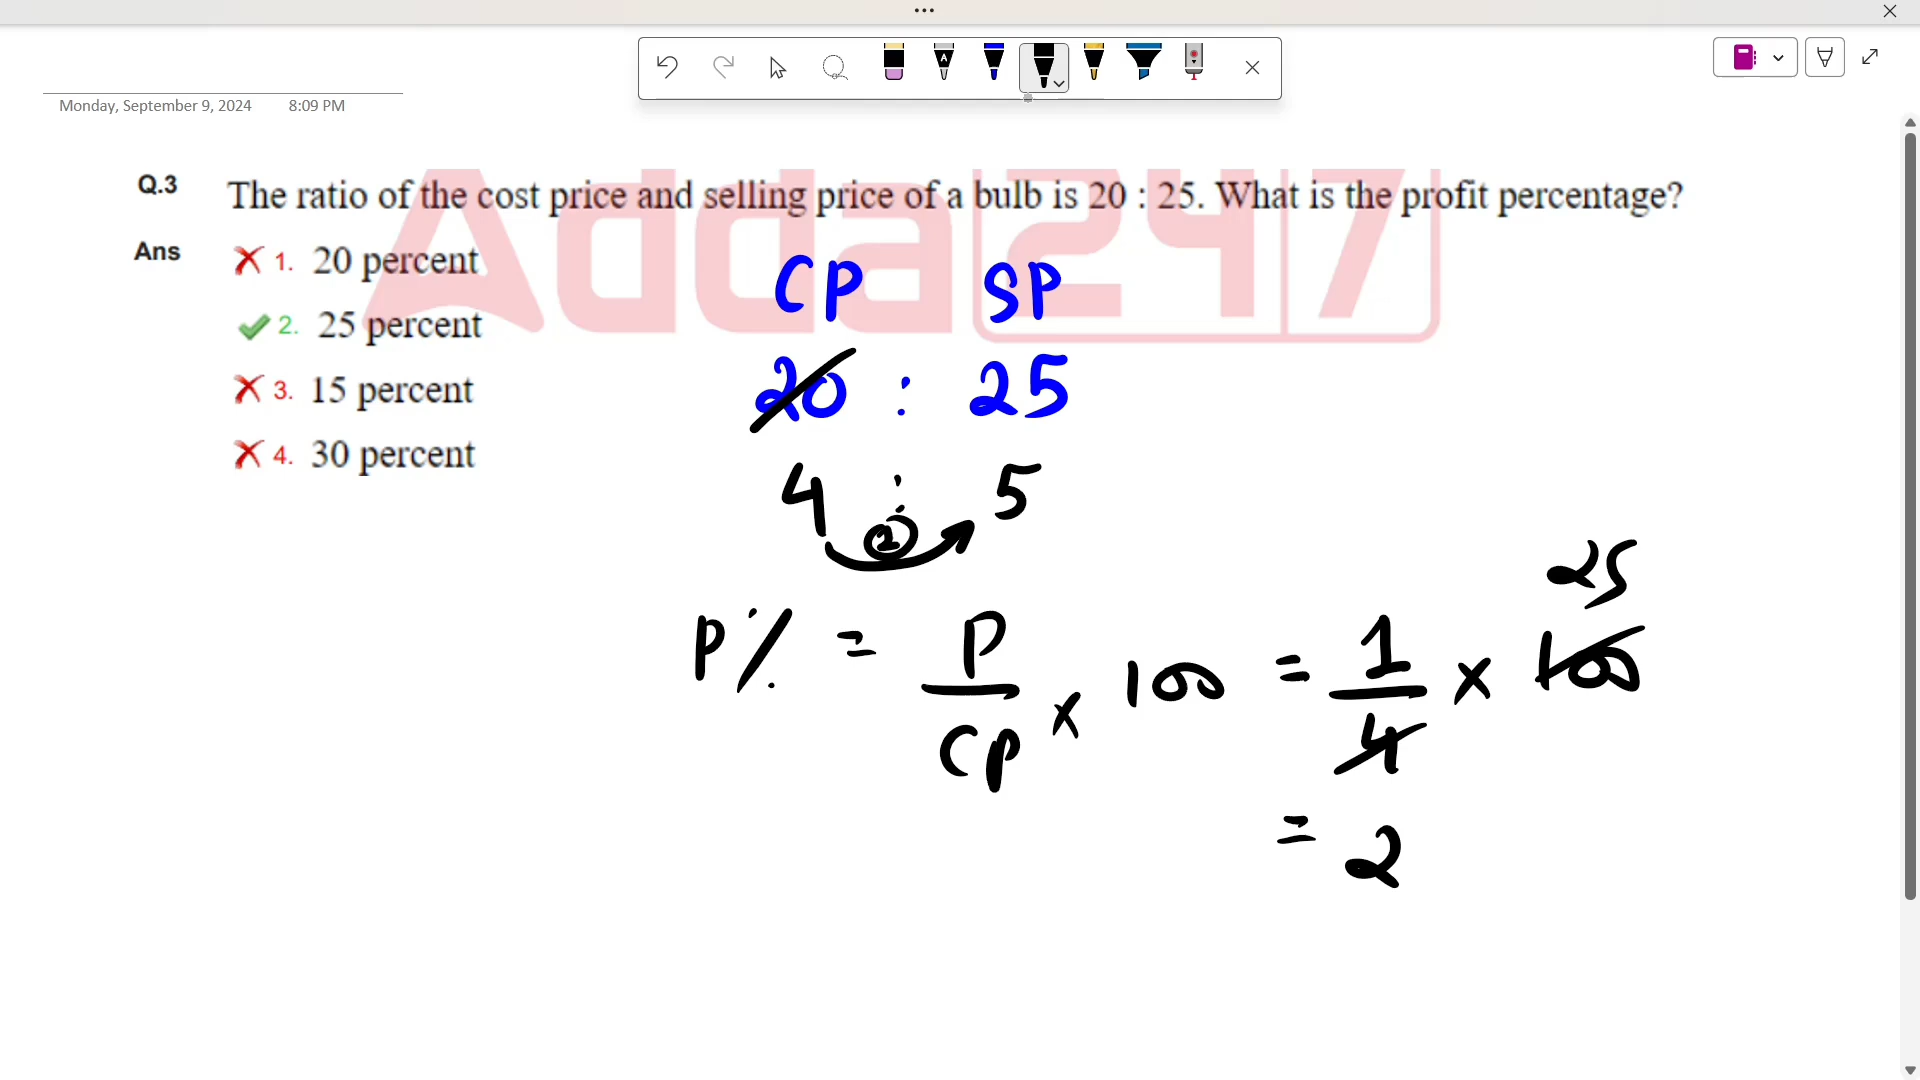 Monday, September 9, 2024 8:09 PM
Q.3 The ratio of the cost price and selling price of a bulb is 20 : 25. What is the profit percentage?
Ans
1. 20 percent
2. 25 percent
3. 15 percent
4. 30 percent
Adda247
CP SP
20 : 25
4 : 5
1
P% = P/CP × 100 = 1/4 × 100
25
= 2